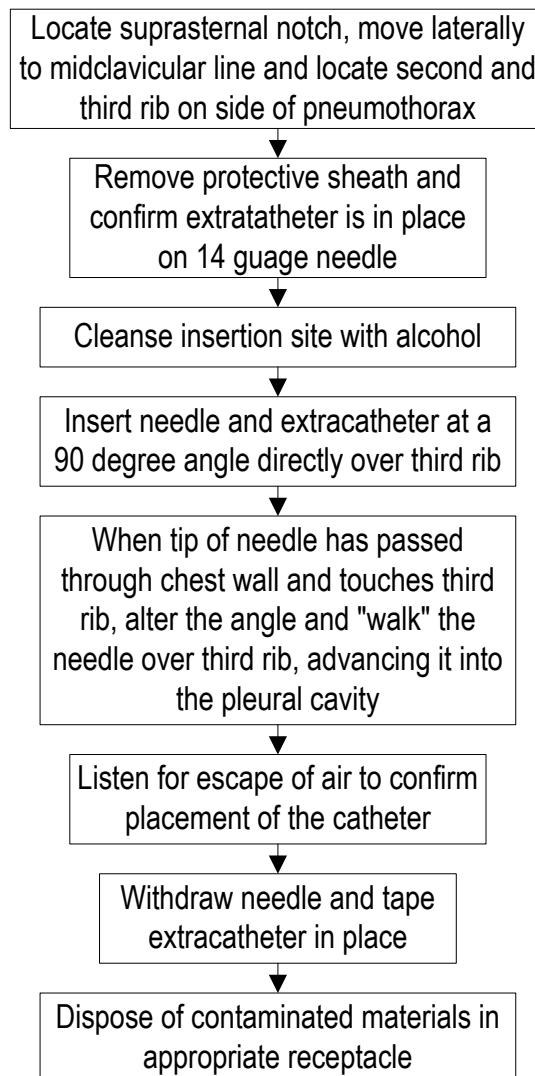 Locate suprasternal notch, move laterally
to midclavicular line and locate second and
third rib on side of pneumothorax
Remove protective sheath and
confirm extratatheter is in place
on 14 guage needle
Cleanse insertion site with alcohol
Insert needle and extracatheter at a
90 degree angle directly over third rib
When tip of needle has passed
through chest wall and touches third
rib, alter the angle and "walk" the
needle over third rib, advancing it into
the pleural cavity
Listen for escape of air to confirm
placement of the catheter
Withdraw needle and tape
extracatheter in place
Dispose of contaminated materials in
appropriate receptacle